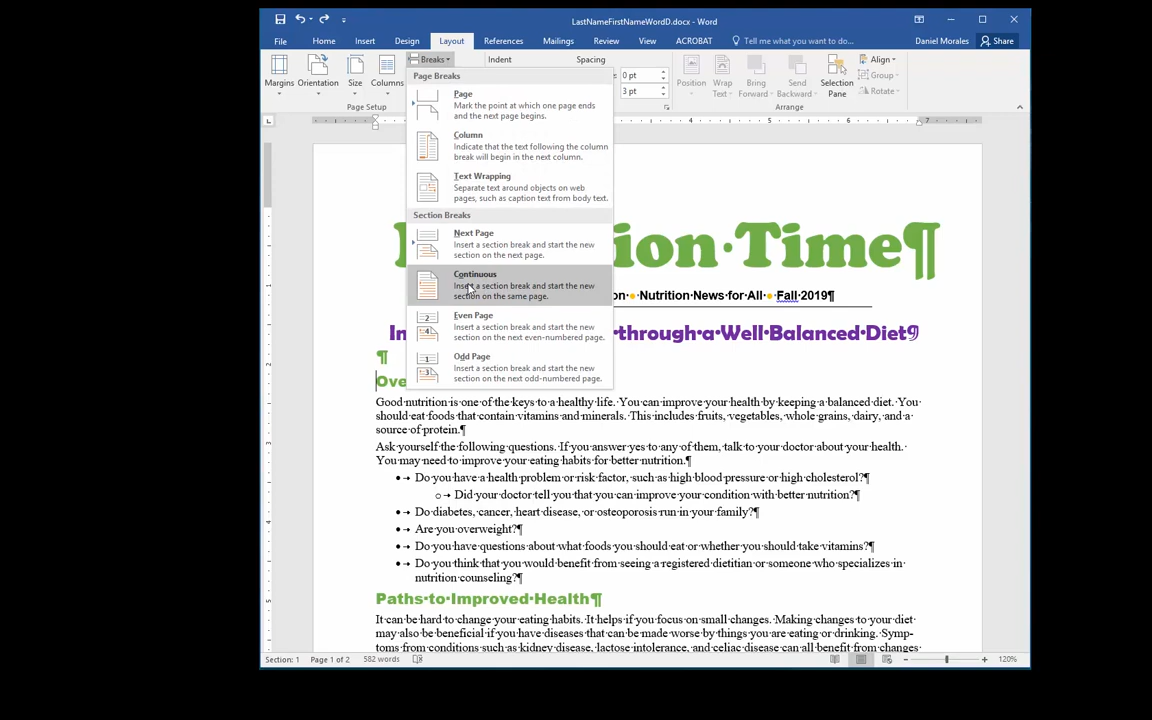 LastNameFirstNameWordD.docx - Word
File Home Insert Design Layout References Mailings Review View ACROBAT Tell me what you want to do... Daniel Morales Share
Breaks Indent Spacing
Margins Orientation Size Columns
Page Setup
0 pt
3 pt
Position Wrap Text Bring Forward Send Backward Selection Pane Align Group Rotate
Arrange
Page Breaks
Page
Mark the point at which one page ends
and the next page begins.
Column
Indicate that the text following the column
break will begin in the next column.
Text Wrapping
Separate text around objects on web
pages, such as caption text from body text.
Section Breaks
Next Page
Insert a section break and start the new
section on the next page.
Continuous
Insert a section break and start the new
section on the same page.
Even Page
Insert a section break and start the new
section on the next even-numbered page.
Odd Page
Insert a section break and start the new
section on the next odd-numbered page.
4 5 6 7
ion·Time¶
on·●·Nutrition·News·for·All·●·Fall·2019¶
In through·a·Well·Balanced·Diet¶
¶
Ove
Good·nutrition·is·one·of·the·keys·to·a·healthy·life.··You·can·improve·your·health·by·keeping·a·balanced·diet.··You·
should·eat·foods·that·contain·vitamins·and·minerals.·This·includes·fruits,·vegetables,·whole·grains,·dairy,·and·a·
source·of·protein.¶
Ask·yourself·the·following·questions.··If·you·answer·yes·to·any·of·them,·talk·to·your·doctor·about·your·health.··
You·may·need·to·improve·your·eating·habits·for·better·nutrition.¶
•→Do·you·have·a·health·problem·or·risk·factor,·such·as·high·blood·pressure·or·high·cholesterol?¶
o→Did·your·doctor·tell·you·that·you·can·improve·your·condition·with·better·nutrition?¶
•→Do·diabetes,·cancer,·heart·disease,·or·osteoporosis·run·in·your·family?¶
•→Are·you·overweight?¶
•→Do·you·have·questions·about·what·foods·you·should·eat·or·whether·you·should·take·vitamins?¶
•→Do·you·think·that·you·would·benefit·from·seeing·a·registered·dietitian·or·someone·who·specializes·in·
nutrition·counseling?¶
Paths·to·Improved·Health¶
It·can·be·hard·to·change·your·eating·habits.·It·helps·if·you·focus·on·small·changes.··Making·changes·to·your·diet·
may·also·be·beneficial·if·you·have·diseases·that·can·be·made·worse·by·things·you·are·eating·or·drinking.·Symp-
toms·from·conditions·such·as·kidney·disease,·lactose·intolerance,·and·celiac·disease·can·all·benefit·from·changes·
Section: 1 Page 1 of 2 582 words 120%